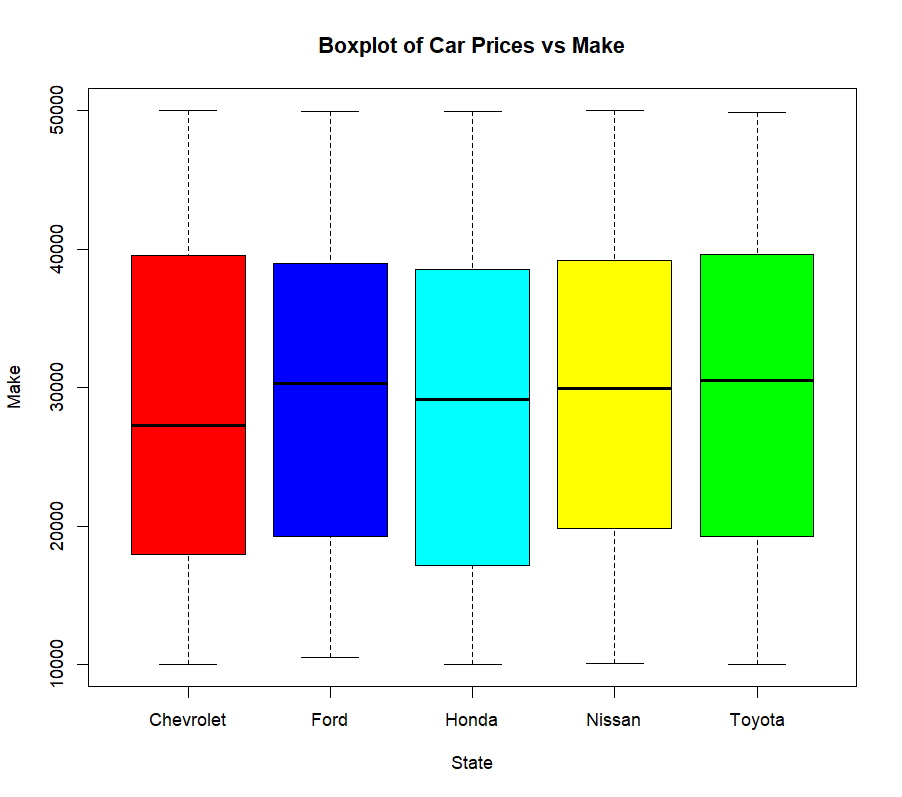 Boxplot of Car Prices vs Make
50000
40000
30000
20000
10000
Make
Chevrolet Ford Honda Nissan Toyota
State